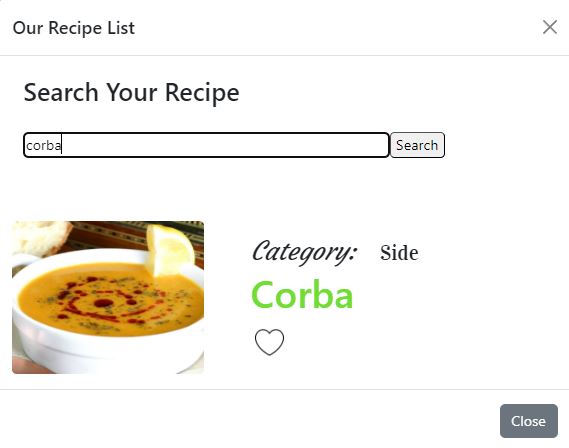 Our Recipe List
Search Your Recipe
corba
Search
Category: Side
Corba
Close